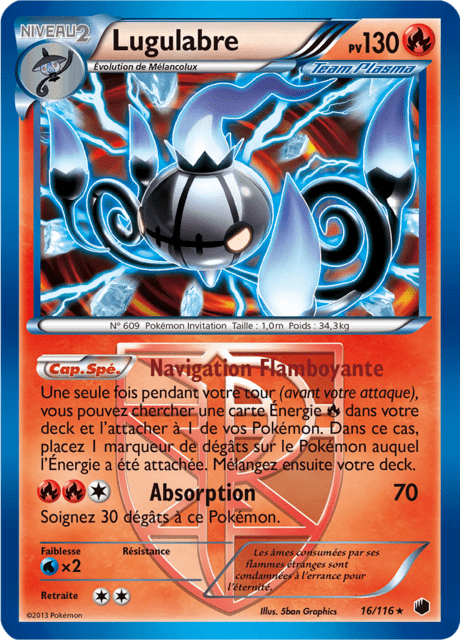 NIVEAU2 Lugulabre PV130
Évolution de Mélancolux
Team Plasma
N° 609 Pokémon Invitation Taille : 1,0m Poids : 34,3kg
Cap. Spé. Navigation Flamboyante
Une seule fois pendant votre tour (avant votre attaque),
vous pouvez chercher une carte Énergie dans votre
deck et l'attacher à 1 de vos Pokémon. Dans ce cas,
placez 1 marqueur de dégâts sur le Pokémon auquel
l'Énergie a été attachée. Mélangez ensuite votre deck.
Absorption 70
Soignez 30 dégâts à ce Pokémon.
Faiblesse Résistance
×2
Retraite
Les âmes consumées par ses
flammes étranges sont
condamnées à l'errance pour
l'éternité.
©2013 Pokémon Illus. 5ban Graphics 16/116 ★